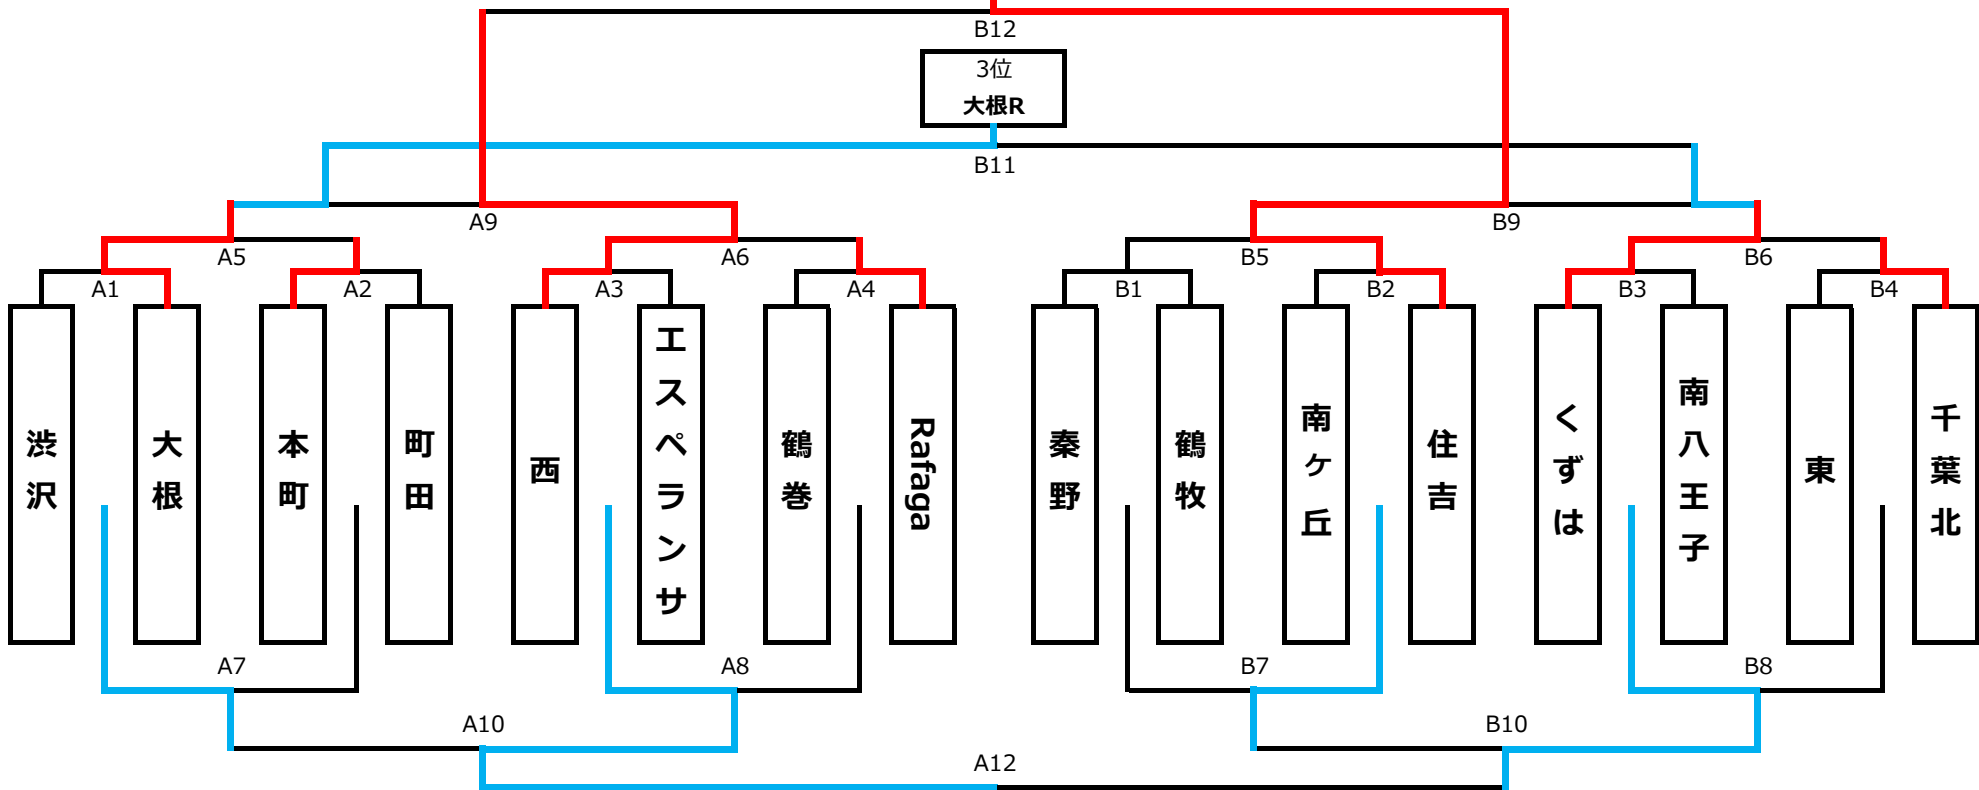 B12
3位
大根R
B11
A9
B9
A5
A6
B5
B6
A1
A2
A3
A4
B1
B2
B3
B4
渋沢
大根
本町
町田
西
エスペランサ
鶴巻
Rafaga
秦野
鶴牧
南ヶ丘
住吉
くずは
南八王子
東
千葉北
A7
A8
B7
B8
A10
B10
A12